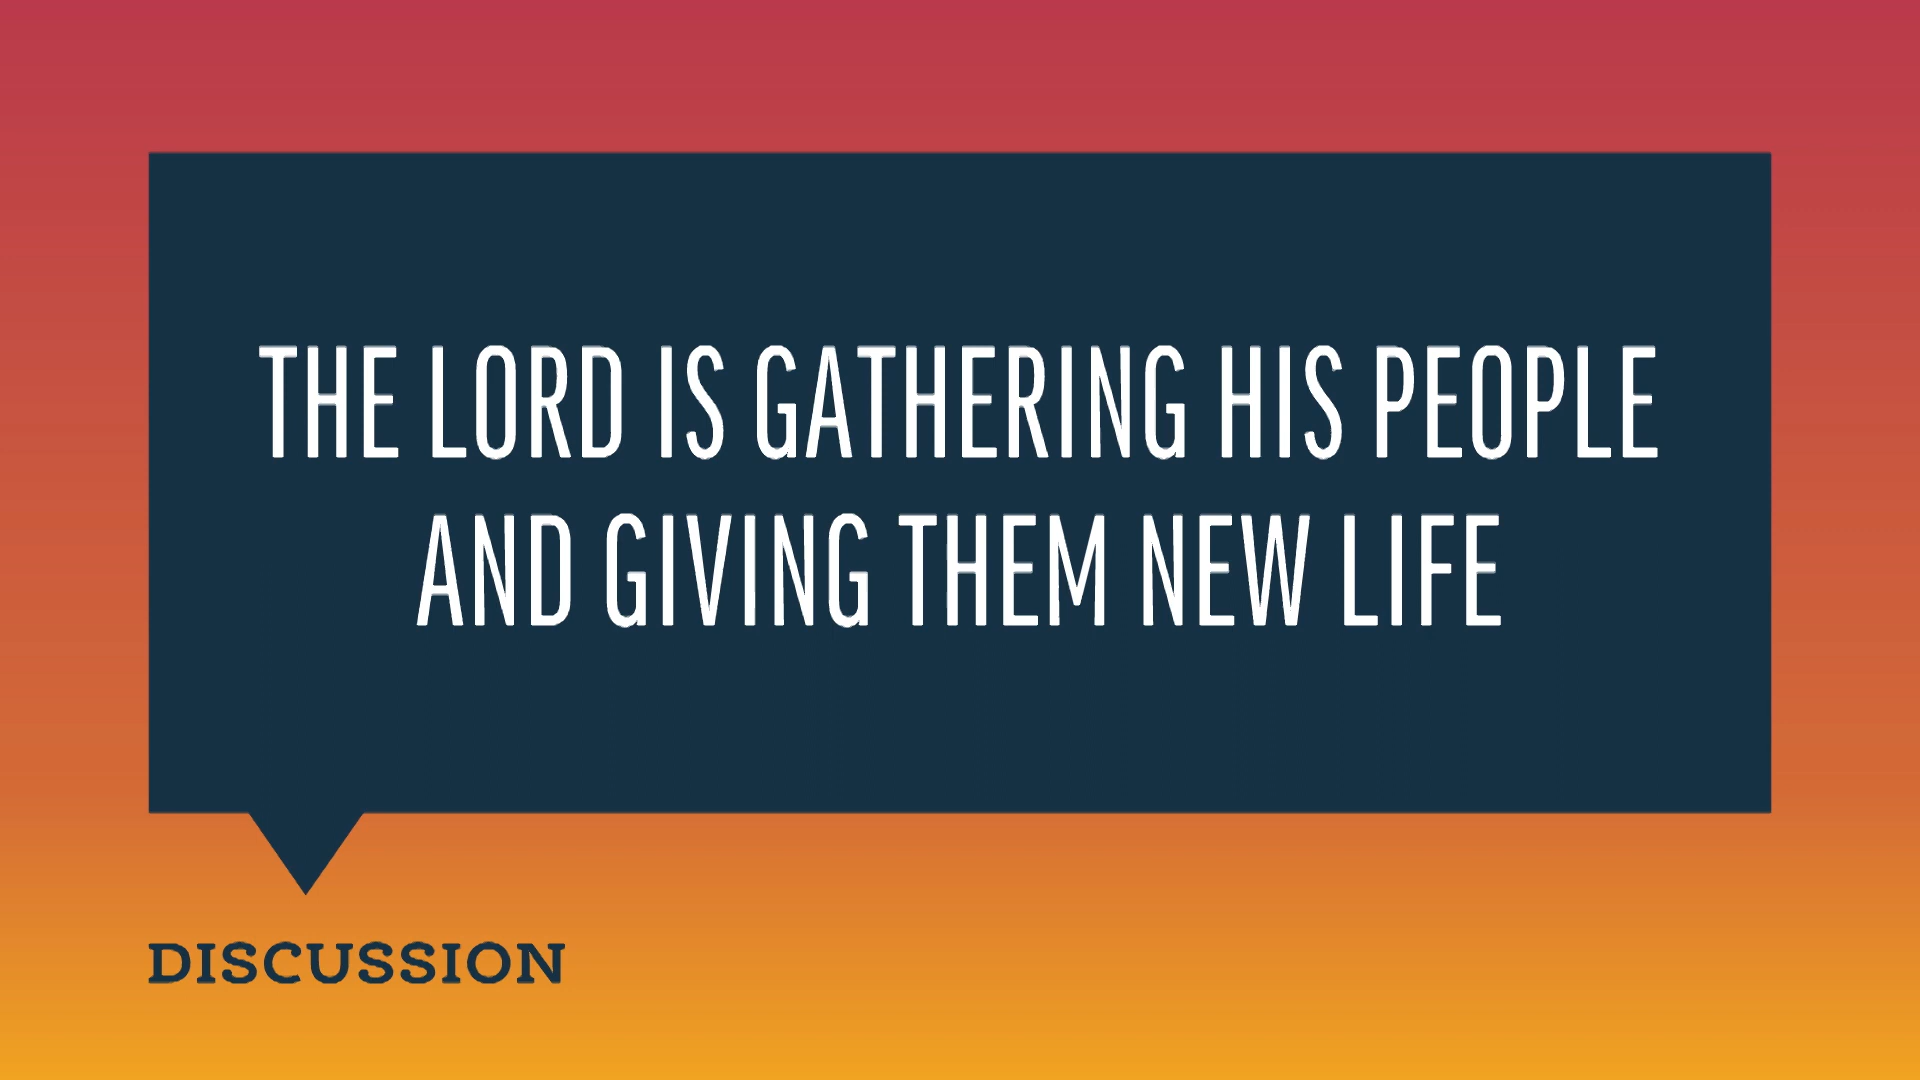 THE LORD IS GATHERING HIS PEOPLE
AND GIVING THEM NEW LIFE
DISCUSSION